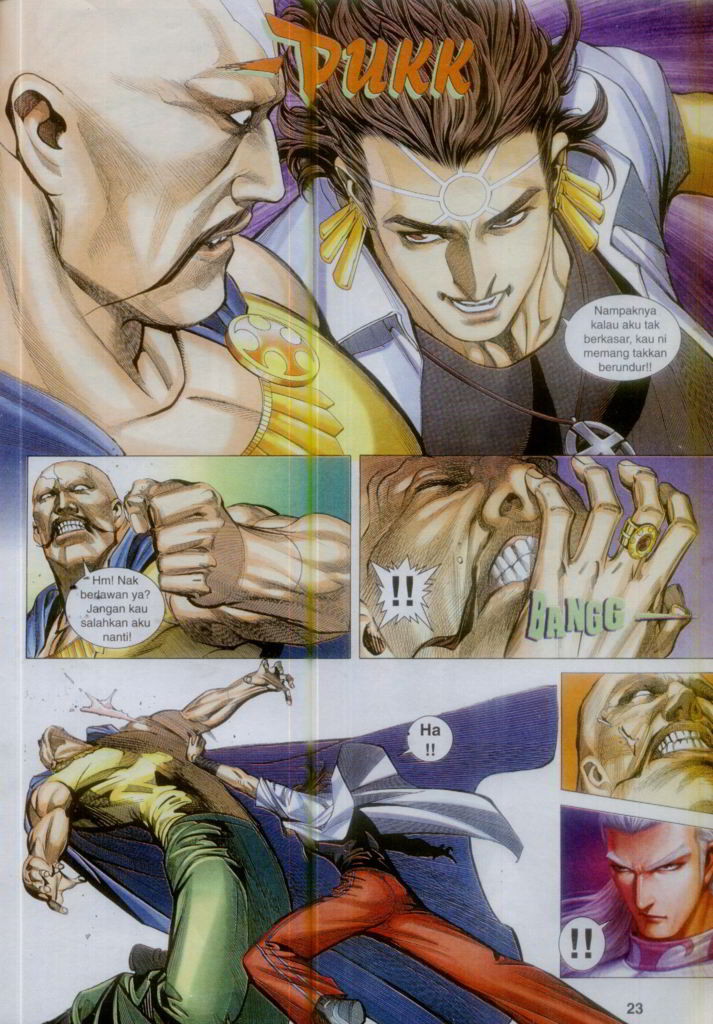 PUKK
Nampaknya
kalau aku tak
berkasar, kau ni
memang takkan
berundur!!
Hm! Nak
berlawan ya?
Jangan kau
salahkan aku
nanti!
!!
BANGG
Ha
!!
!!
23